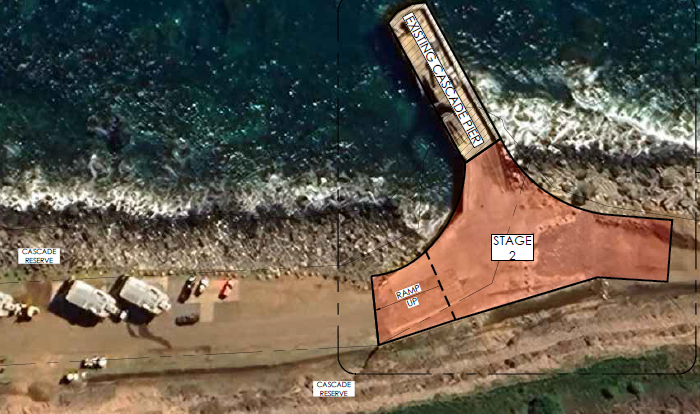 EXISTING CASCADE PIER
STAGE
2
CASCADE
RESERVE
RAMP
UP
CASCADE
RESERVE